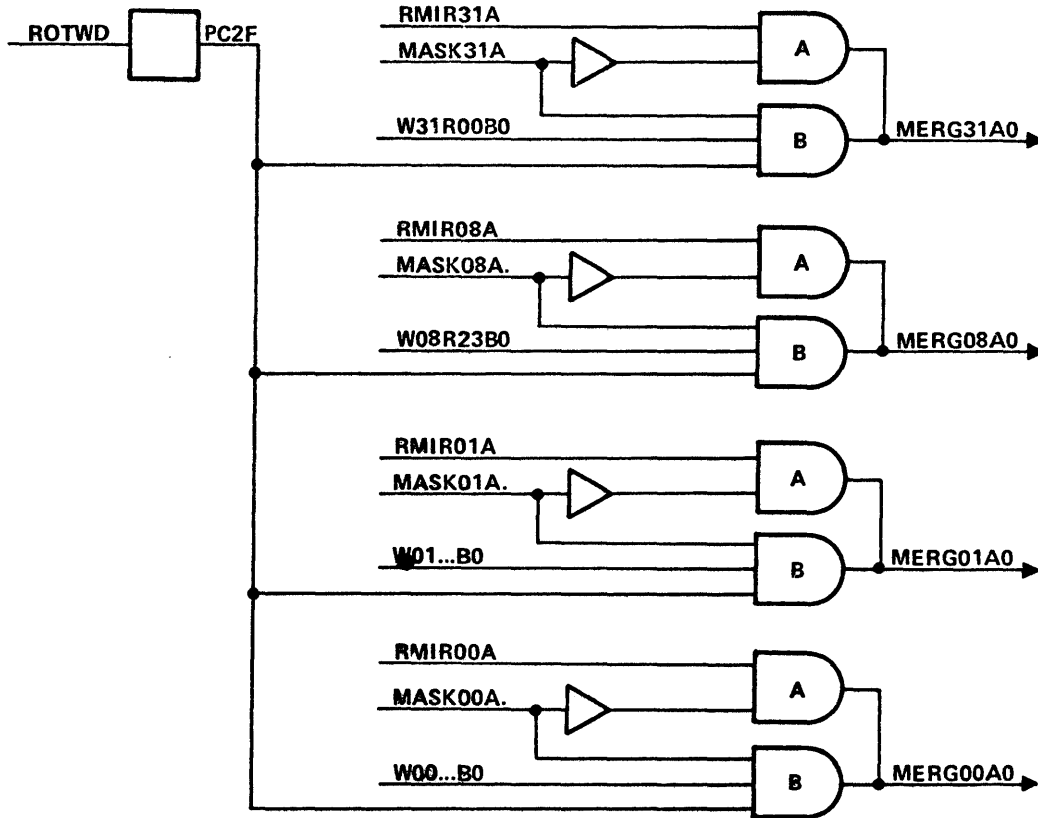 ROTWD
PC2F
RMIR31A
MASK31A
A
W31R00B0
B
MERG31A0
RMIR08A
MASK08A.
A
W08R23B0
B
MERG08A0
RMIR01A
MASK01A.
A
W01...B0
B
MERG01A0
RMIR00A
MASK00A.
A
W00...B0
B
MERG00A0